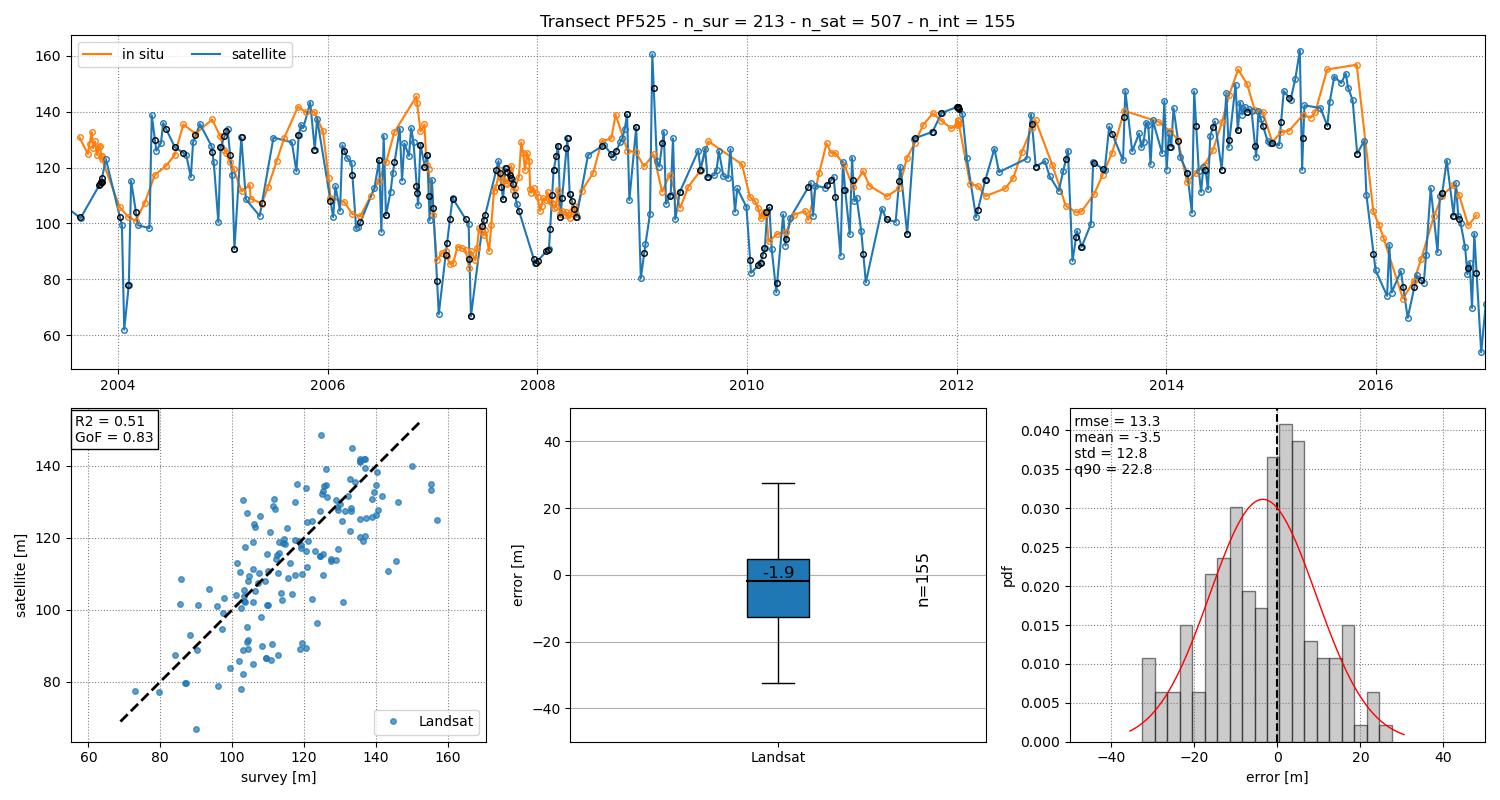 Transect PF525 - n_sur = 213 - n_sat = 507 - n_int = 155
in situ satellite
160
140
120
100
80
60
2004 2006 2008 2010 2012 2014 2016
R2 = 0.51
GoF = 0.83
satellite [m]
140
120
100
80
60 80 100 120 140 160
survey [m]
Landsat
error [m]
40
20
0
−20
−40
-1.9
n=155
Landsat
rmse = 13.3
mean = -3.5
std = 12.8
q90 = 22.8
pdf
0.040
0.035
0.030
0.025
0.020
0.015
0.010
0.005
0.000
−40 −20 0 20 40
error [m]